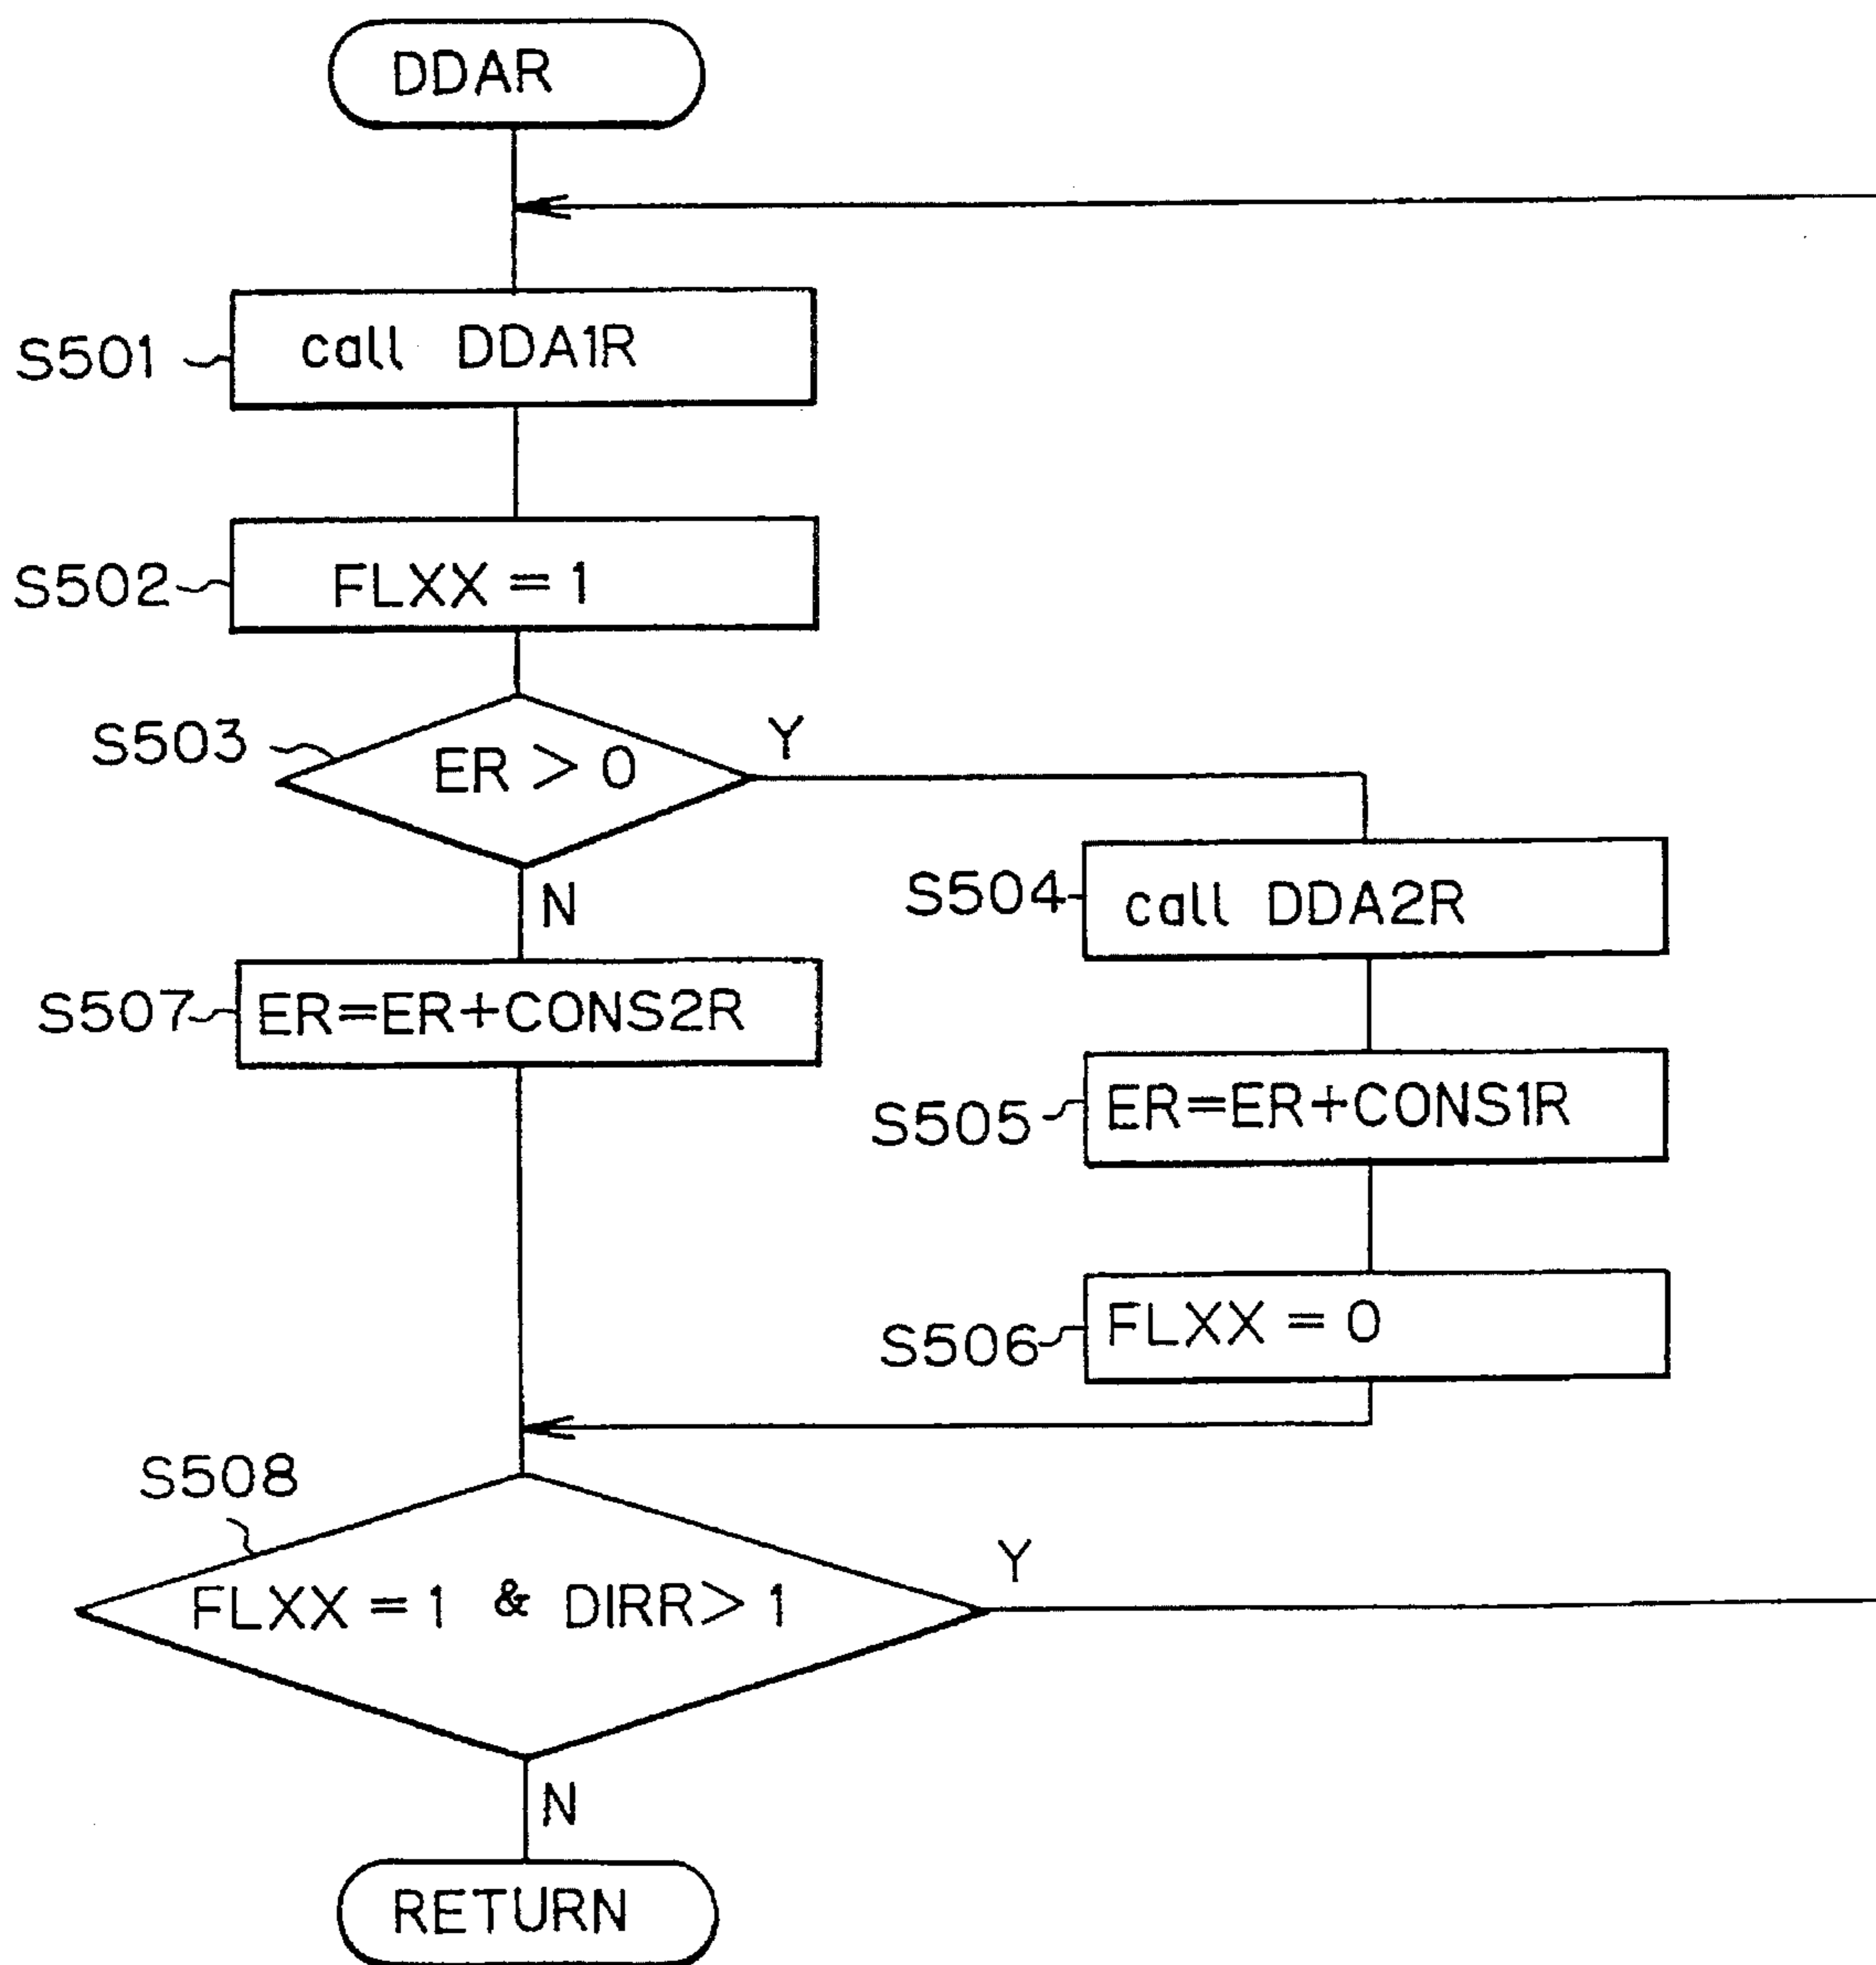 DDAR
S501
call DDA1R
S502
FLXX = 1
S503
ER > 0
Y
N
S504
call DDA2R
S507
ER=ER+CONS2R
S505
ER=ER+CONS1R
S506
FLXX = 0
S508
FLXX = 1 & DIRR > 1
Y
N
RETURN